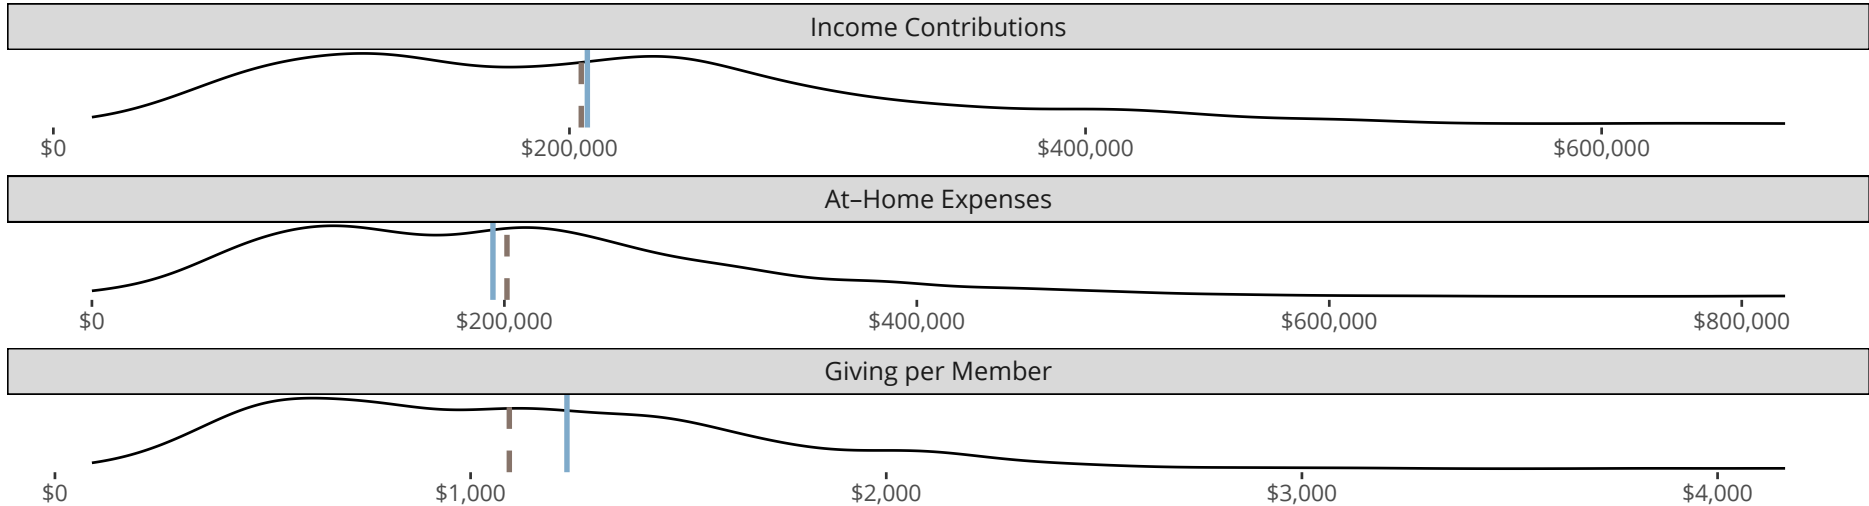 Income Contributions
$0 $200,000 $400,000 $600,000
At–Home Expenses
$0 $200,000 $400,000 $600,000 $800,000
Giving per Member
$0 $1,000 $2,000 $3,000 $4,000